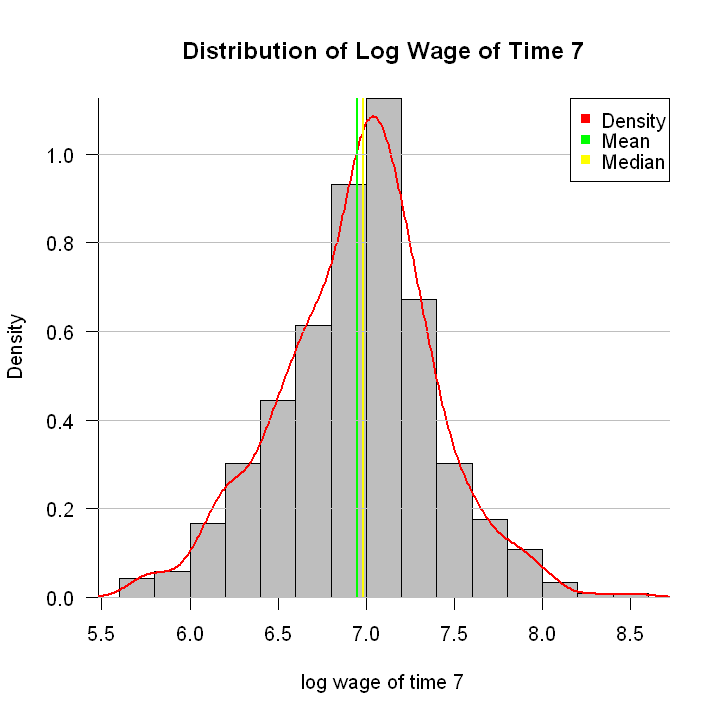 Distribution of Log Wage of Time 7
Density
Mean
Median
Density
1.0
0.8
0.6
0.4
0.2
0.0
5.5 6.0 6.5 7.0 7.5 8.0 8.5
log wage of time 7